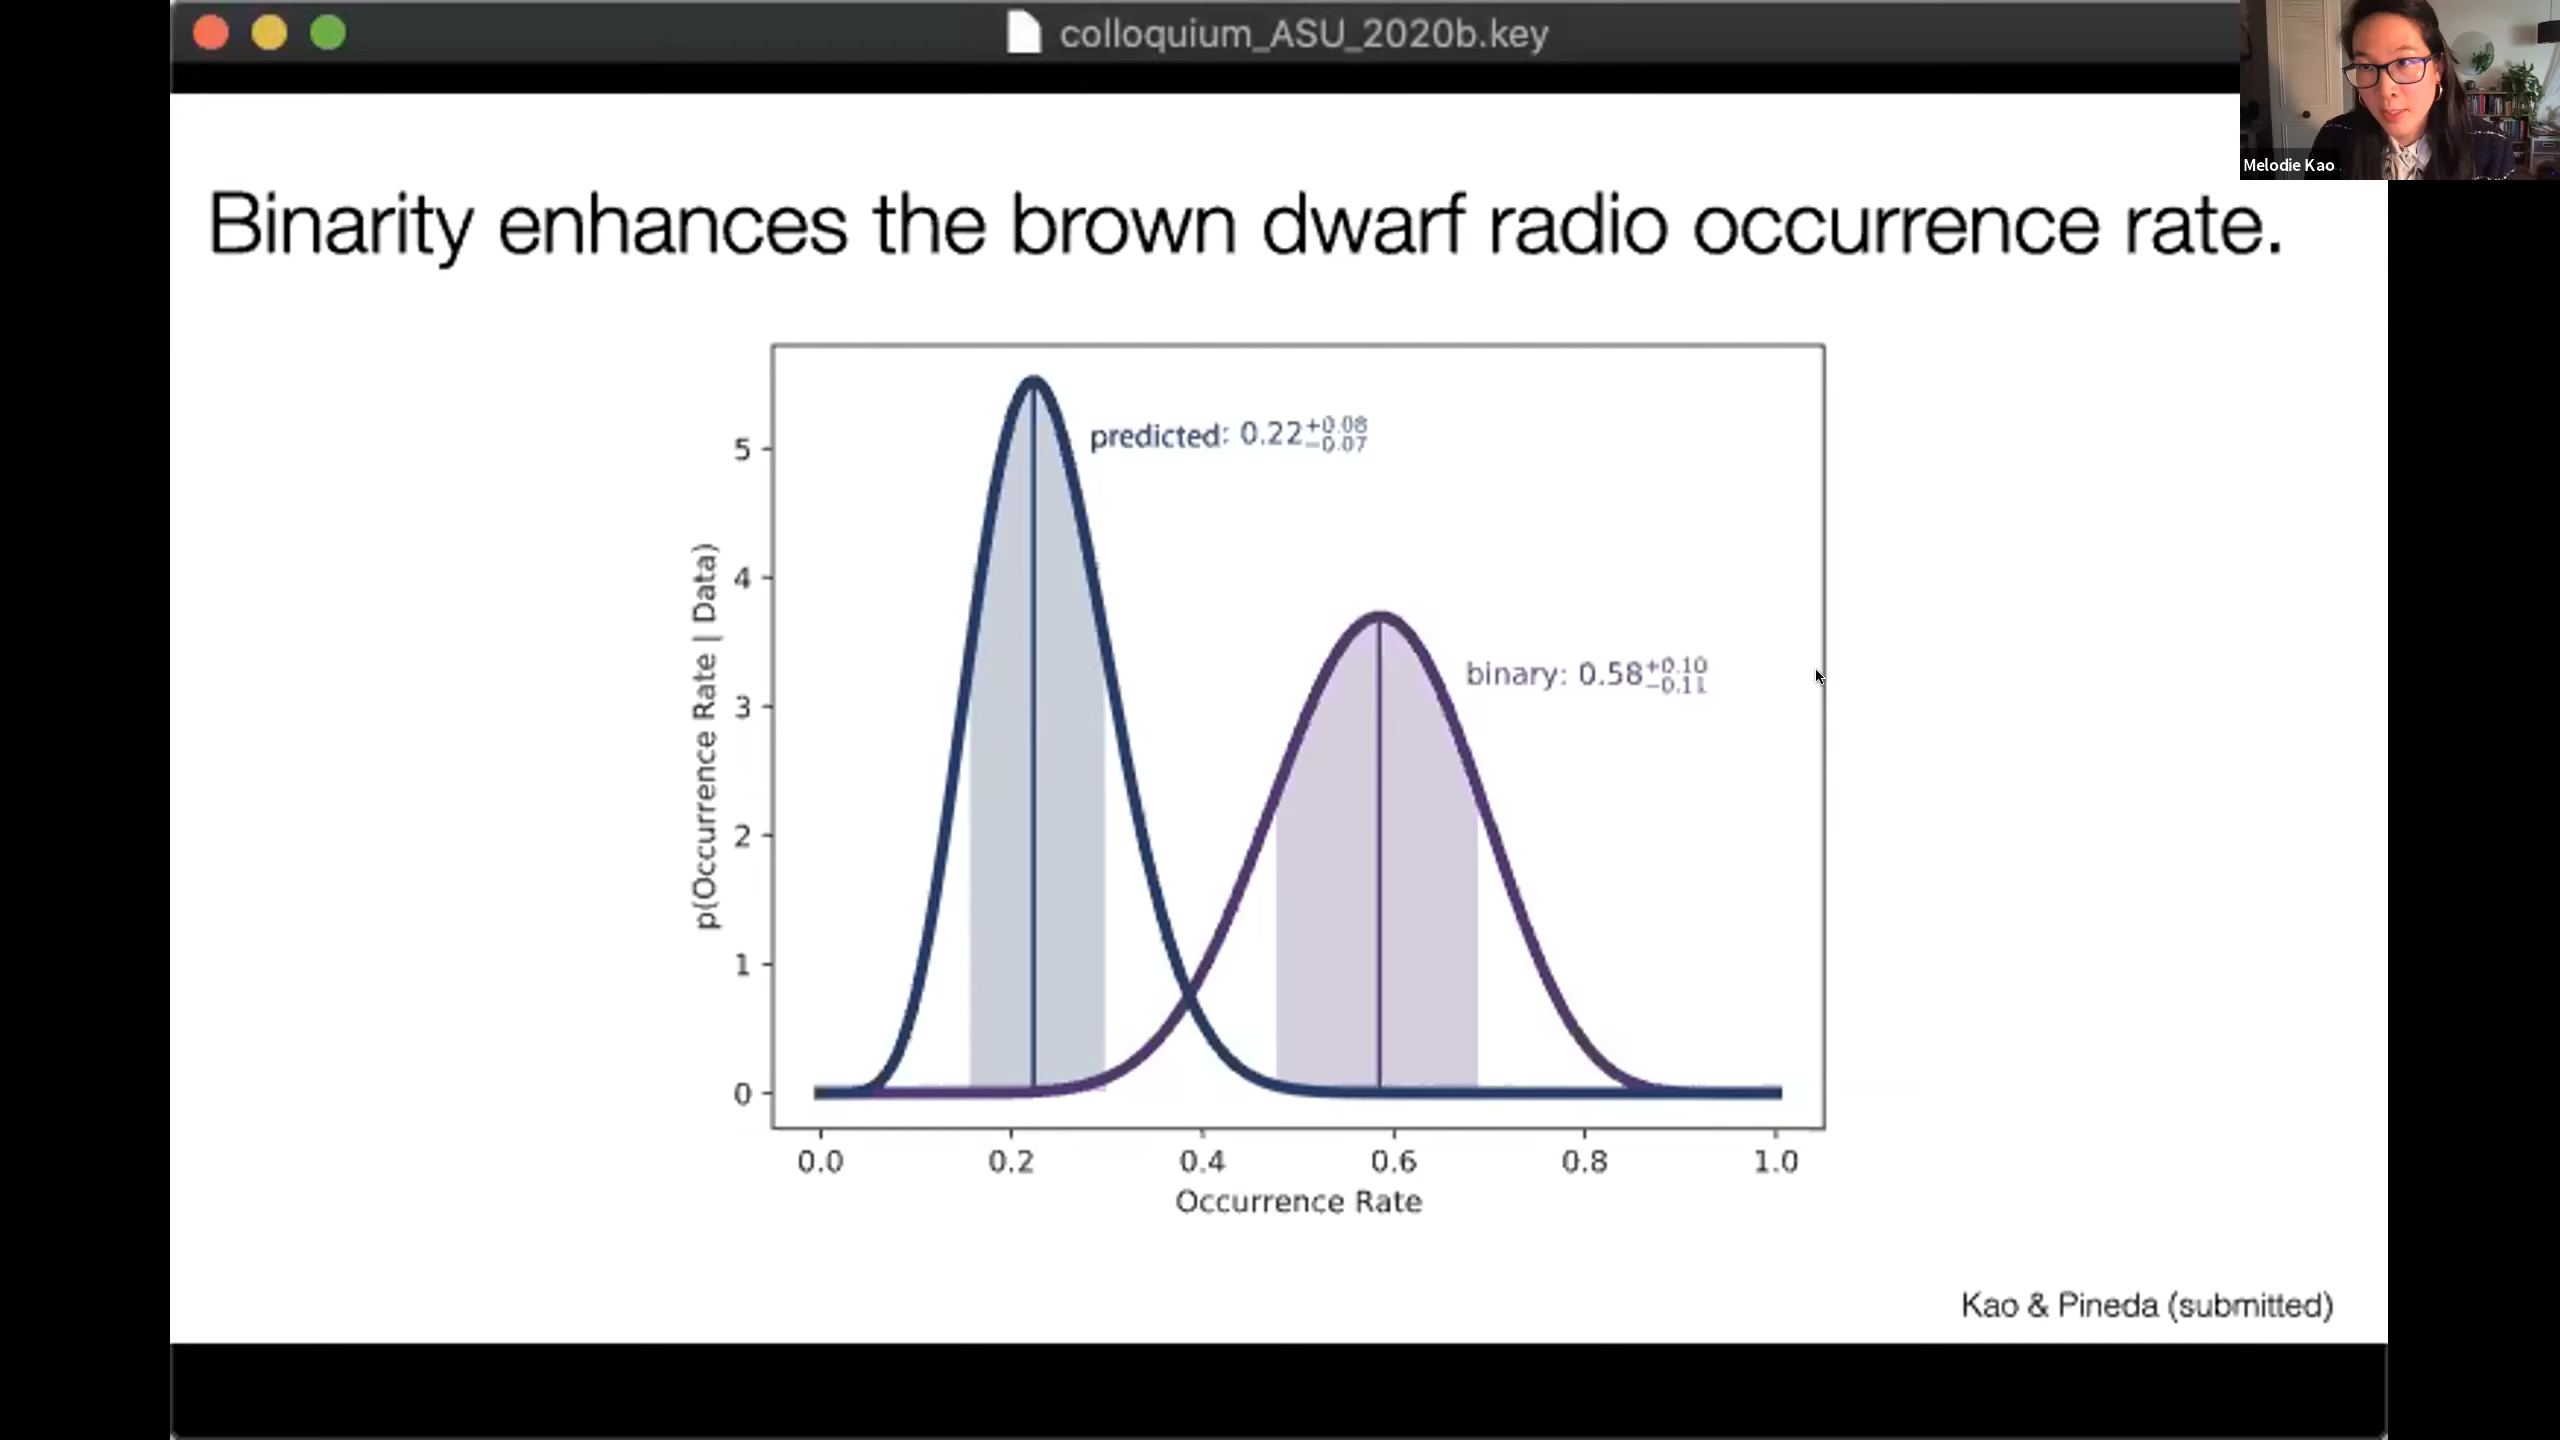 colloquium_ASU_2020b.key
Melodie Kao
Binarity enhances the brown dwarf radio occurrence rate.
predicted: 0.22+0.08
−0.07
binary: 0.58+0.10
−0.11
p(Occurrence Rate | Data)
5
4
3
2
1
0
0.0 0.2 0.4 0.6 0.8 1.0
Occurrence Rate
Kao & Pineda (submitted)